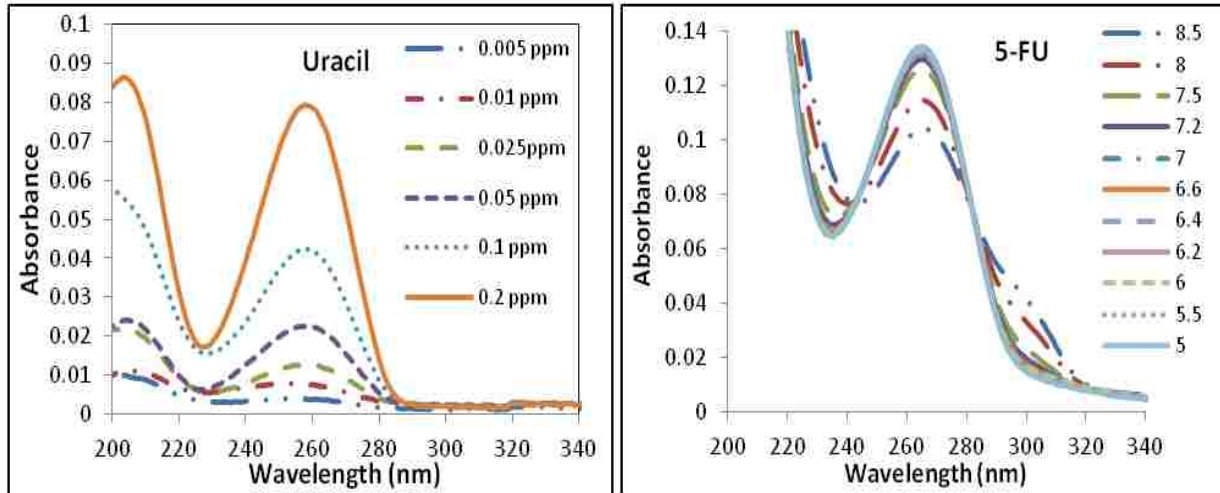 Uracil
Absorbance
0.1
0.09
0.08
0.07
0.06
0.05
0.04
0.03
0.02
0.01
0
200 220 240 260 280 300 320 340
Wavelength (nm)
0.005 ppm
0.01 ppm
0.025ppm
0.05 ppm
0.1 ppm
0.2 ppm
5-FU
Absorbance
0.14
0.12
0.1
0.08
0.06
0.04
0.02
0
200 220 240 260 280 300 320 340
Wavelength (nm)
8.5
8
7.5
7.2
7
6.6
6.4
6.2
6
5.5
5